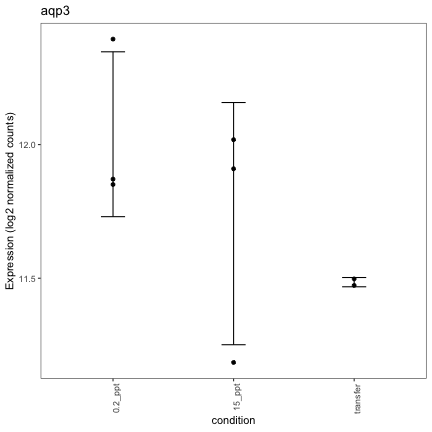 aqp3
Expression (log2 normalized counts)
12.0
11.5
0.2_ppt
15_ppt
transfer
condition